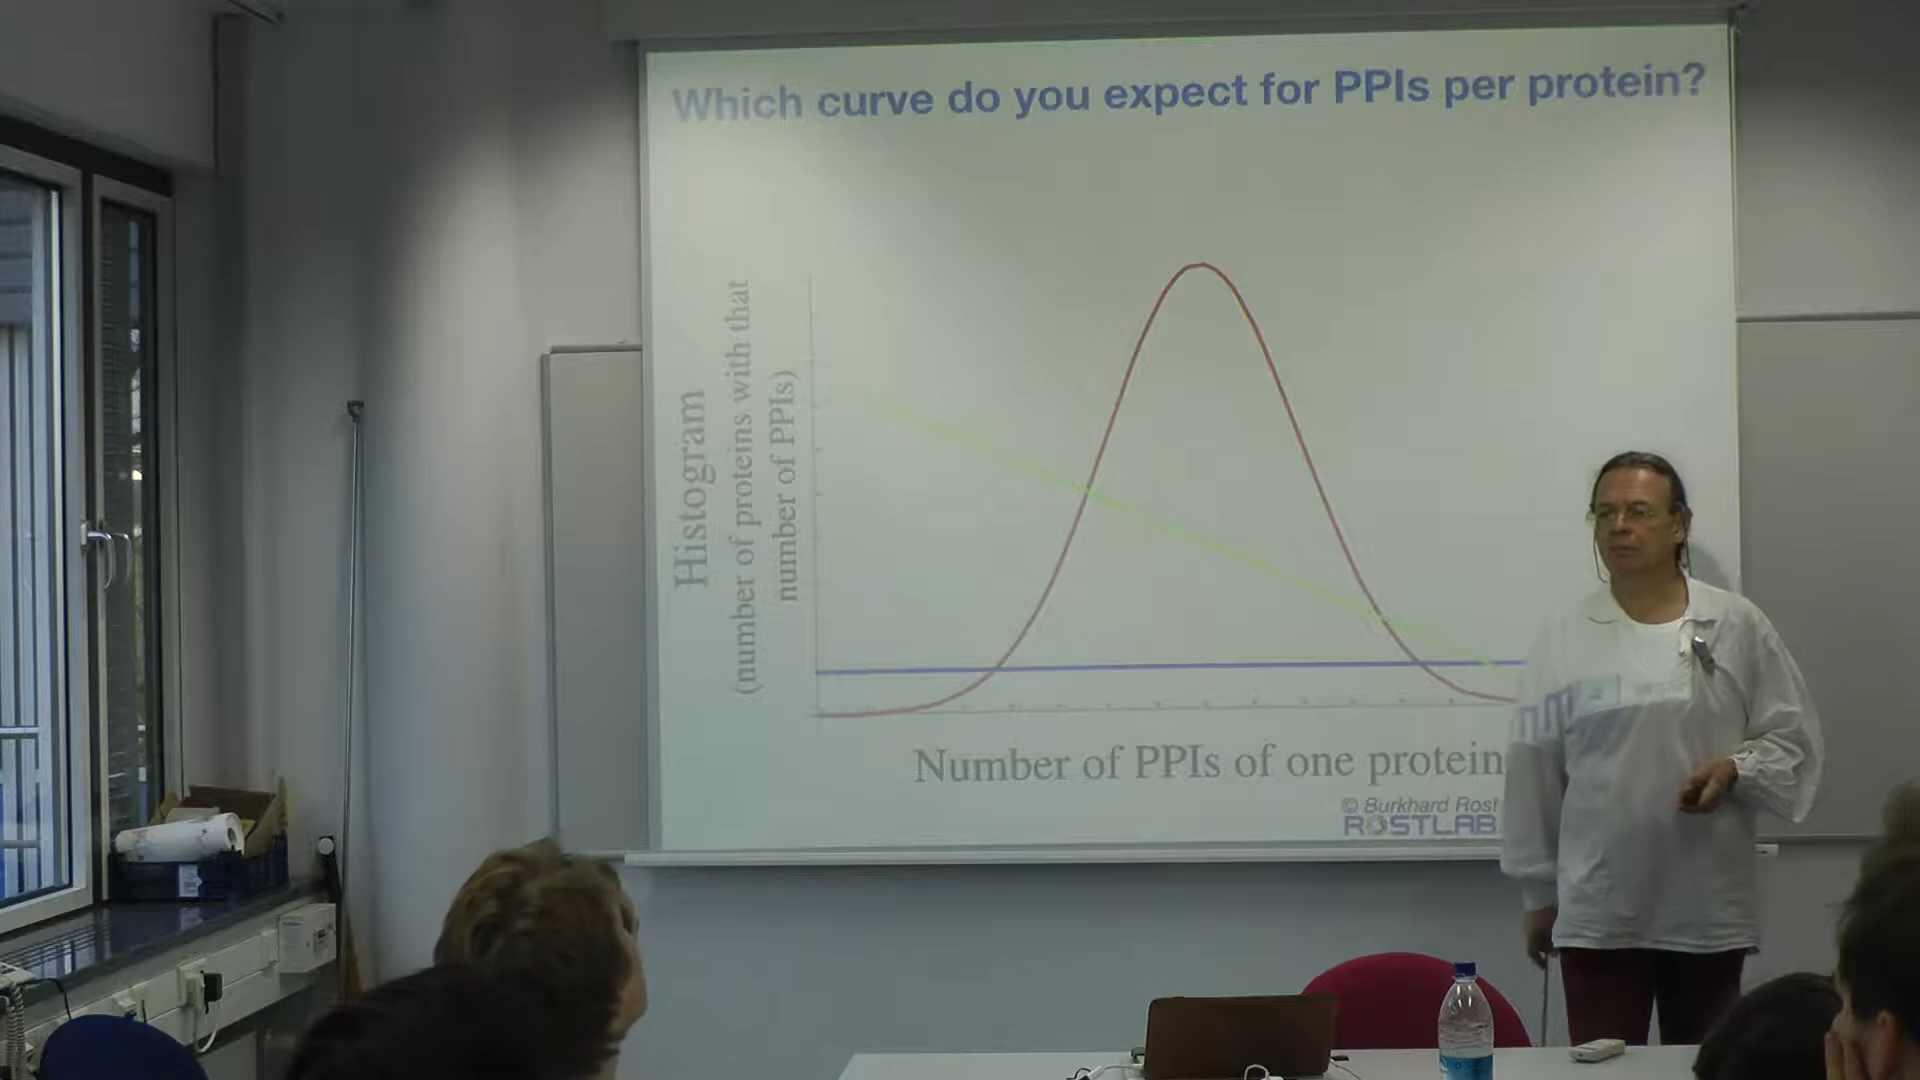 Which curve do you expect for PPIs per protein?
Histogram
(number of proteins with that
number of PPIs)
Number of PPIs of one protein
© Burkhard Rost
ROSTLAB